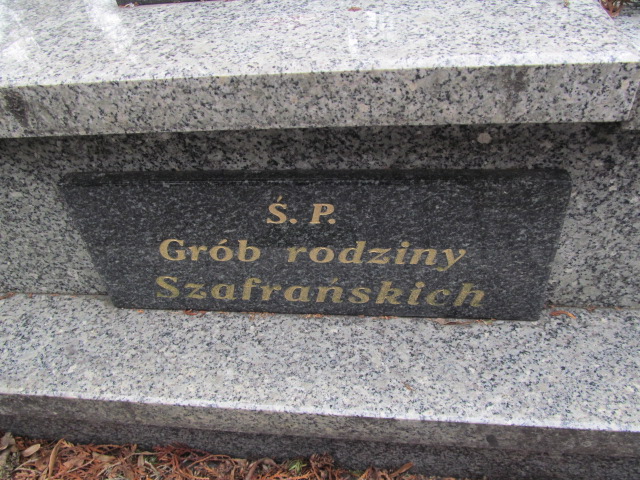 Ś. P.
Grób rodziny
Szafrańskich